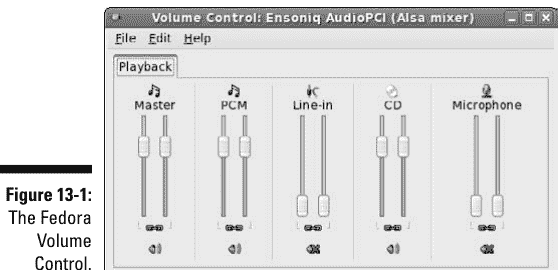 Volume Control: Ensoniq AudioPCI (Alsa mixer)
File Edit Help
Playback
Master PCM Line-in CD Microphone
Figure 13-1:
The Fedora
Volume
Control.